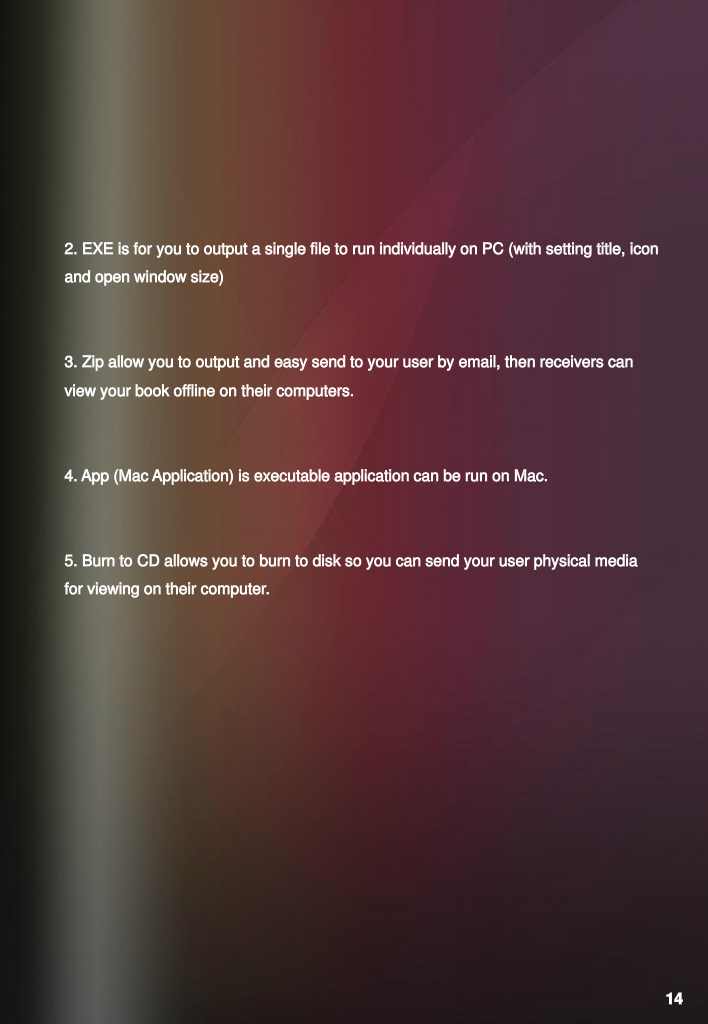 2. EXE is for you to output a single file to run individually on PC (with setting title, icon
and open window size)
3. Zip allow you to output and easy send to your user by email, then receivers can
view your book offline on their computers.
4. App (Mac Application) is executable application can be run on Mac.
5. Burn to CD allows you to burn to disk so you can send your user physical media
for viewing on their computer.
14